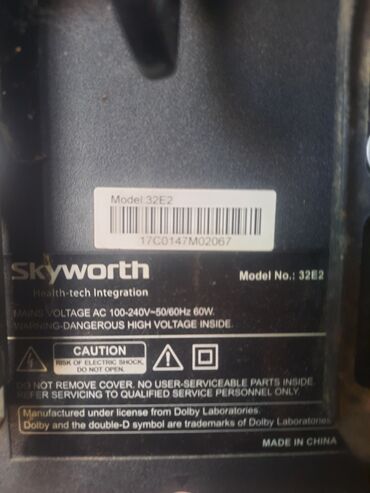 Model:32E2
17C0147M02067
Skyworth
Health-tech Integration
Model No.: 32E2
MAINS VOLTAGE AC 100-240V~50/60Hz 60W.
WARNING-DANGEROUS HIGH VOLTAGE INSIDE.
CAUTION
RISK OF ELECTRIC SHOCK.
DO NOT OPEN.
DO NOT REMOVE COVER. NO USER-SERVICEABLE PARTS INSIDE.
REFER SERVICING TO QUALIFIED SERVICE PERSONNEL ONLY.
Manufactured under license from Dolby Laboratories.
Dolby and the double-D symbol are trademarks of Dolby Laboratories
MADE IN CHINA